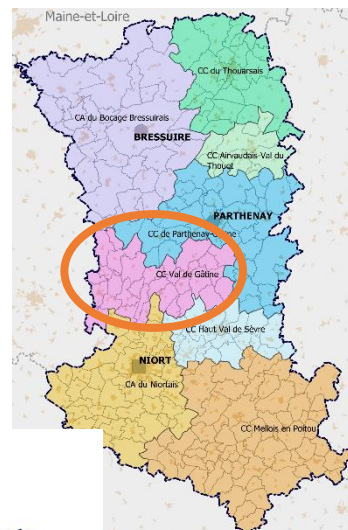 Maine-et-Loire
CC du Thouarsais
CA du Bocage Bressuirais
BRESSUIRE
CC Airvaudais-Val du
Thouet
PARTHENAY
CC de Parthenay-Gâtine
CC Val de Gâtine
CC Haut Val de Sèvre
NIORT
CA du Niortais
CC Mellois en Poitou